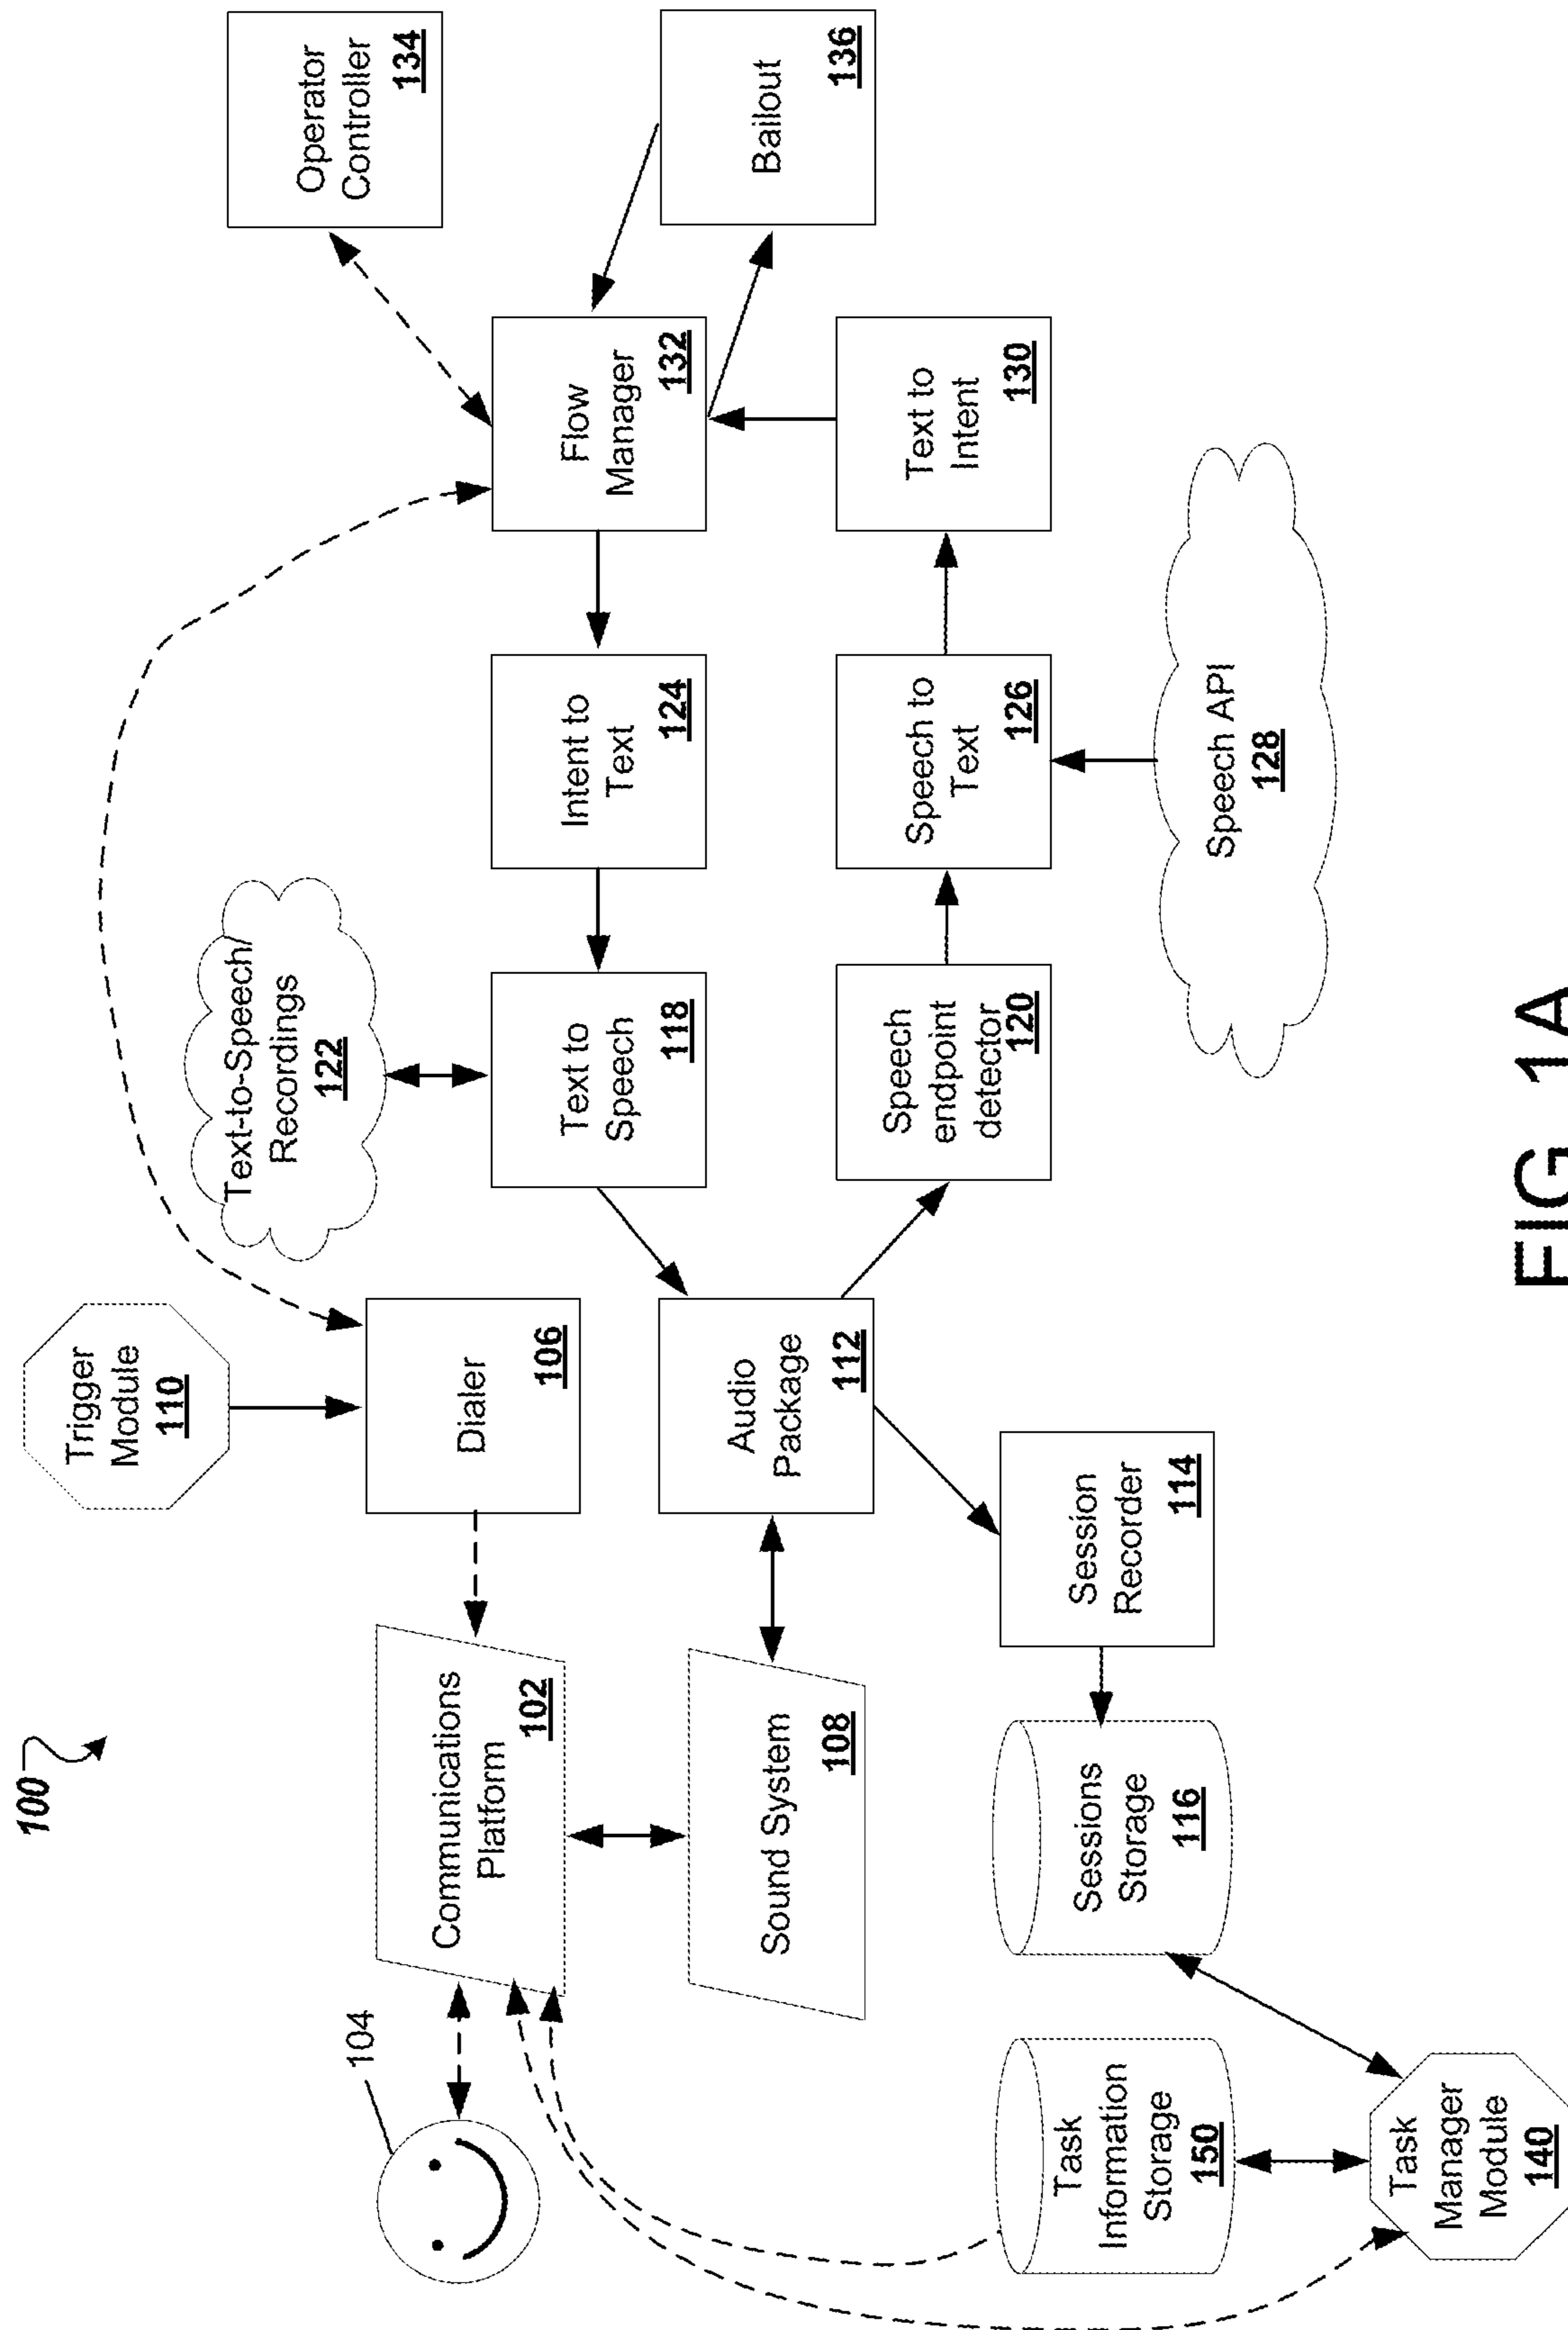 100
Trigger
Module
110
Text-to-Speech/
Recordings
122
Operator
Controller
134
104
Communications
Platform
102
Dialer
106
Text to
Speech
118
Intent to
Text
124
Flow
Manager
132
Sound System
108
Audio
Package
112
Speech
endpoint
detector
120
Speech to
Text
126
Text to
Intent
130
Bailout
136
Task
Information
Storage
150
Sessions
Storage
116
Session
Recorder
114
Speech API
128
Task
Manager
Module
140
FIG 1A